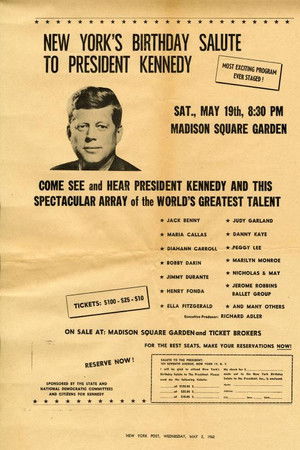 NEW YORK'S BIRTHDAY SALUTE
TO PRESIDENT KENNEDY
MOST EXCITING PROGRAM
EVER STAGED!
SAT., MAY 19th, 8:30 PM
MADISON SQUARE GARDEN
COME SEE and HEAR PRESIDENT KENNEDY AND THIS
SPECTACULAR ARRAY of the WORLD'S GREATEST TALENT
★ JACK BENNY
★ MARIA CALLAS
★ DIAHANN CARROLL
★ BOBBY DARIN
★ JIMMY DURANTE
★ HENRY FONDA
★ ELLA FITZGERALD
★ JUDY GARLAND
★ DANNY KAYE
★ PEGGY LEE
★ MARILYN MONROE
★ NICHOLS & MAY
★ JEROME ROBBINS
BALLET GROUP
★ AND MANY OTHERS
Executive Producer: RICHARD ADLER
TICKETS: $100 - $25 - $10
ON SALE AT: MADISON SQUARE GARDEN and TICKET BROKERS
FOR THE BEST SEATS, MAKE YOUR RESERVATIONS NOW!
RESERVE NOW!
SPONSORED BY THE STATE AND
NATIONAL DEMOCRATIC COMMITTEES
AND CITIZENS FOR KENNEDY
SALUTE TO THE PRESIDENT
NEW YORK POST, WEDNESDAY, MAY 2, 1962